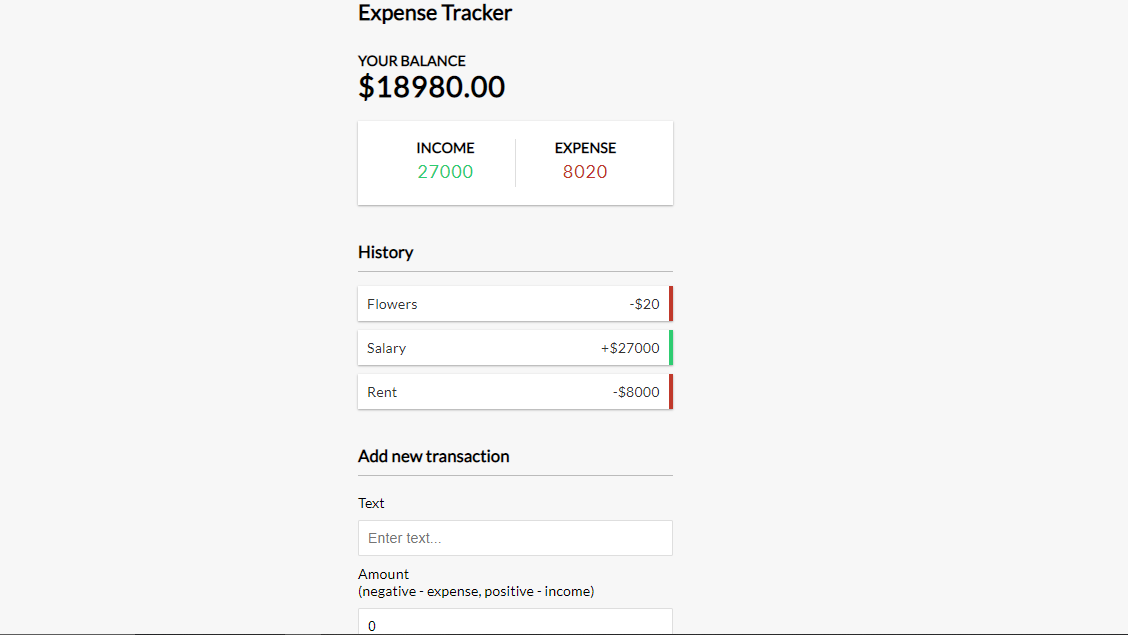 Expense Tracker
YOUR BALANCE
$18980.00
INCOME EXPENSE
27000 8020
History
Flowers -$20
Salary +$27000
Rent -$8000
Add new transaction
Text
Enter text...
Amount
(negative - expense, positive - income)
0